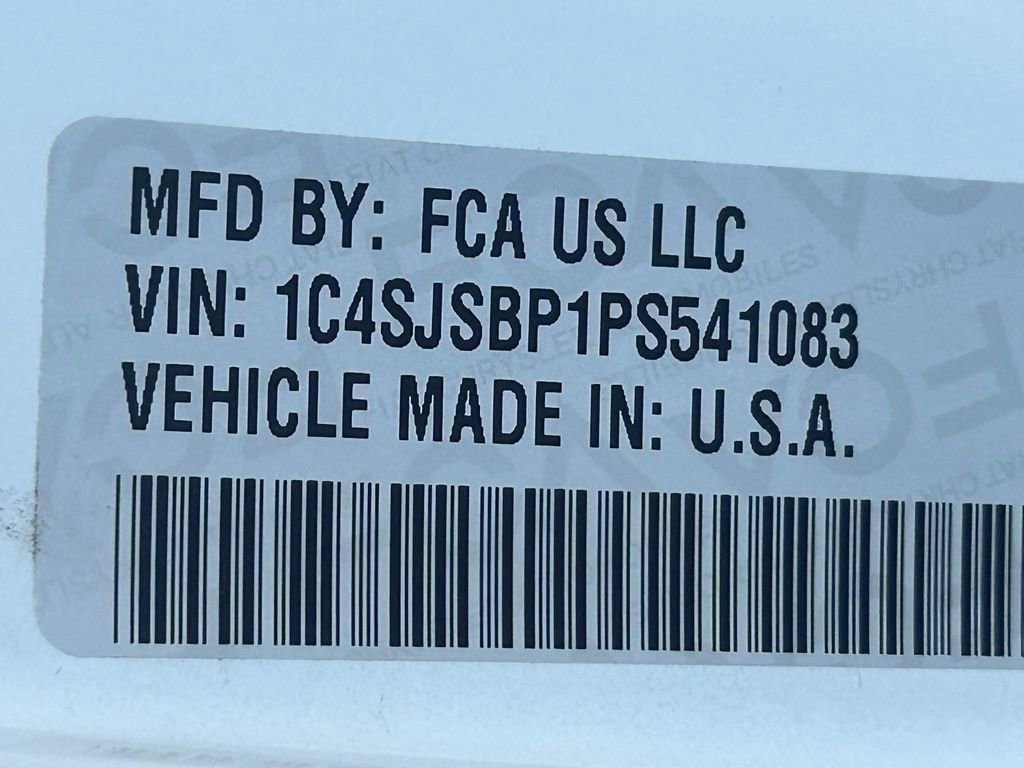 MFD BY: FCA US LLC
VIN: 1C4SJSBP1PS541083
VEHICLE MADE IN: U.S.A.